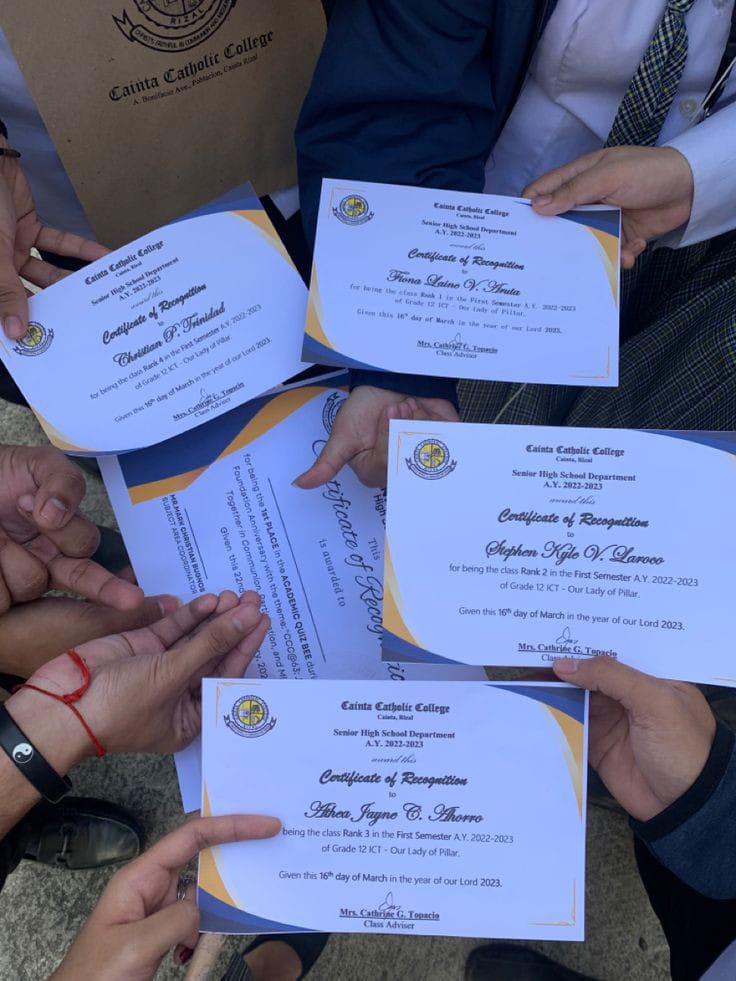 RIZAL
Cainta Catholic College
A. Bonifacio Ave., Poblacion, Cainta Rizal
Cainta Catholic College
Cainta, Rizal
Senior High School Department
A.Y. 2022-2023
award this
Certificate of Recognition
to
Christian P. Trinidad
for being the class Rank 4 in the First Semester A.Y. 2022-2023
of Grade 12 ICT - Our Lady of Pillar.
Given this 16th day of March in the year of our Lord 2023.
Mrs. Cathrine G. Topacio
Class Adviser
Cainta Catholic College
Cainta, Rizal
Senior High School Department
A.Y. 2022-2023
award this
Certificate of Recognition
to
Fiona Laine V. Aruta
for being the class Rank 1 in the First Semester A.Y. 2022-2023
of Grade 12 ICT - Our Lady of Pillar.
Given this 16th day of March in the year of our Lord 2023.
Mrs. Cathrine G. Topacio
Class Adviser
This
Certificate of Recog
is awarded to
for being the 1ST PLACE in the ACADEMIC QUIZ BEE dur
Foundation Anniversary with the theme: "CCC@63:
Together in Communion, Part
Given this 22nd
MR. MARK CHRISTIAN
SUBJECT AREA COORDINATOR
Cainta Catholic College
Cainta, Rizal
Senior High School Department
A.Y. 2022-2023
award this
Certificate of Recognition
to
Stephen Kyle V. Laroco
for being the class Rank 2 in the First Semester A.Y. 2022-2023
of Grade 12 ICT - Our Lady of Pillar.
Given this 16th day of March in the year of our Lord 2023.
Mrs. Cathrine G. Topacio
Class
Cainta Catholic College
Cainta, Rizal
Senior High School Department
A.Y. 2022-2023
award this
Certificate of Recognition
to
Athea Jayne C. Ahorro
being the class Rank 3 in the First Semester A.Y. 2022-2023
of Grade 12 ICT - Our Lady of Pillar.
Given this 16th day of March in the year of our Lord 2023.
Mrs. Cathrine G. Topacio
Class Adviser